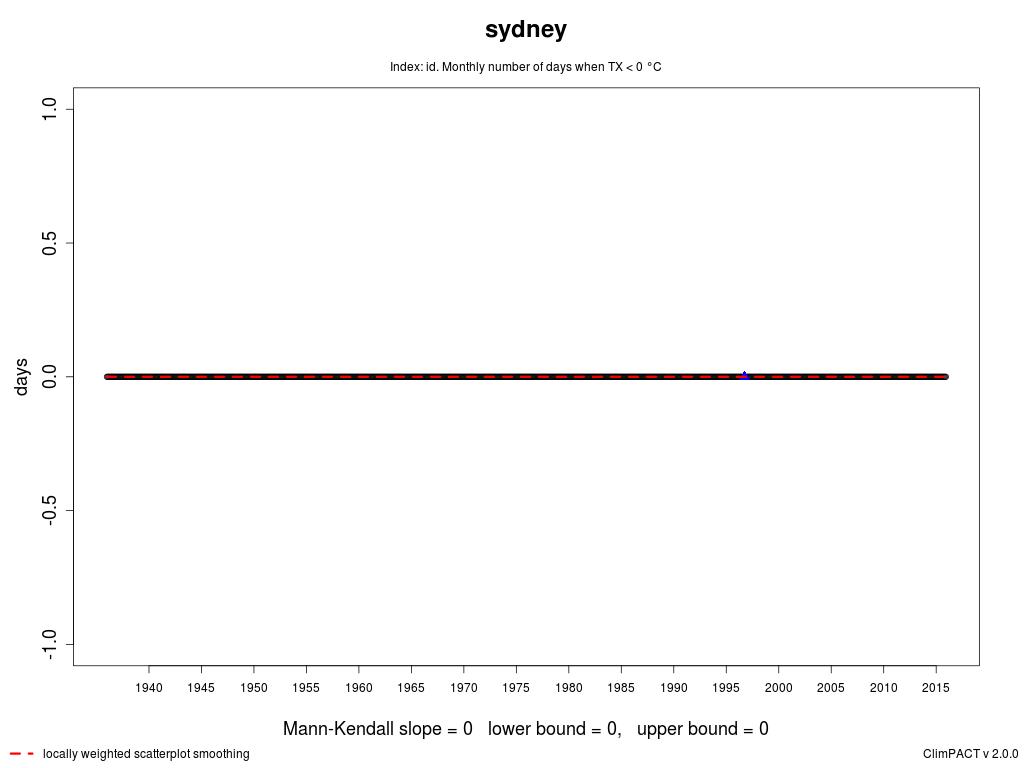 sydney
Index: id. Monthly number of days when TX < 0 °C
days
1.0
0.5
0.0
-0.5
-1.0
1940 1945 1950 1955 1960 1965 1970 1975 1980 1985 1990 1995 2000 2005 2010 2015
Mann-Kendall slope = 0 lower bound = 0, upper bound = 0
locally weighted scatterplot smoothing
ClimPACT v 2.0.0